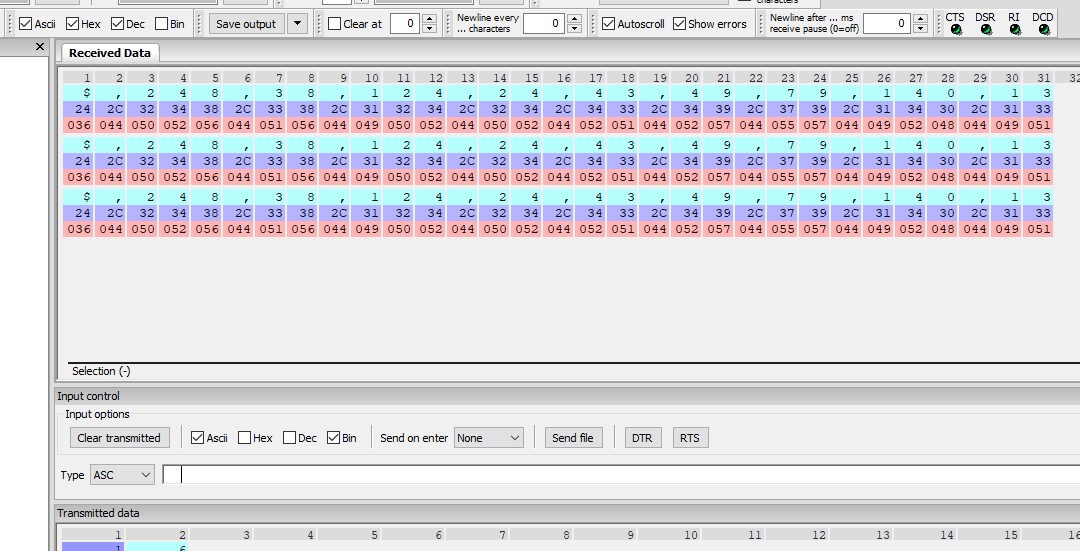 characters
Ascii Hex Dec Bin Save output Clear at 0 Newline every ... characters 0 Autoscroll Show errors Newline after ... ms receive pause (0=off) 0 CTS DSR RI DCD
Received Data
1 2 3 4 5 6 7 8 9 10 11 12 13 14 15 16 17 18 19 20 21 22 23 24 25 26 27 28 29 30 31 32
$ , 2 4 8 , 3 8 , 1 2 4 , 2 4 , 4 3 , 4 9 , 7 9 , 1 4 0 , 1 3
24 2C 32 34 38 2C 33 38 2C 31 32 34 2C 32 34 2C 34 33 2C 34 39 2C 37 39 2C 31 34 30 2C 31 33
036 044 050 052 056 044 051 056 044 049 050 052 044 050 052 044 052 051 044 052 057 044 055 057 044 049 052 048 044 049 051
$ , 2 4 8 , 3 8 , 1 2 4 , 2 4 , 4 3 , 4 9 , 7 9 , 1 4 0 , 1 3
24 2C 32 34 38 2C 33 38 2C 31 32 34 2C 32 34 2C 34 33 2C 34 39 2C 37 39 2C 31 34 30 2C 31 33
036 044 050 052 056 044 051 056 044 049 050 052 044 050 052 044 052 051 044 052 057 044 055 057 044 049 052 048 044 049 051
$ , 2 4 8 , 3 8 , 1 2 4 , 2 4 , 4 3 , 4 9 , 7 9 , 1 4 0 , 1 3
24 2C 32 34 38 2C 33 38 2C 31 32 34 2C 32 34 2C 34 33 2C 34 39 2C 37 39 2C 31 34 30 2C 31 33
036 044 050 052 056 044 051 056 044 049 050 052 044 050 052 044 052 051 044 052 057 044 055 057 044 049 052 048 044 049 051
Selection (-)
Input control
Input options
Clear transmitted Ascii Hex Dec Bin Send on enter None Send file DTR RTS
Type ASC
Transmitted data
1 2 3 4 5 6 7 8 9 10 11 12 13 14 15 16
1 6